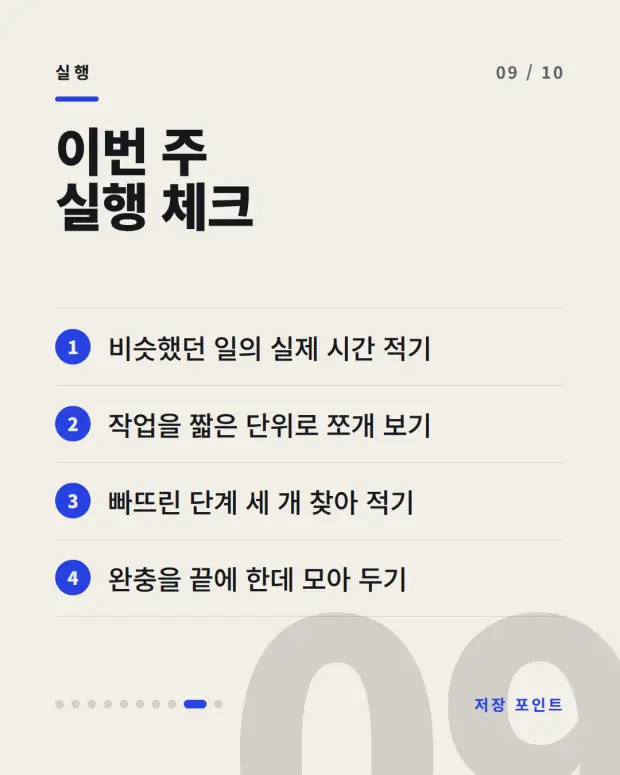 실행
09 / 10
이번 주
실행 체크
1 비슷했던 일의 실제 시간 적기
2 작업을 짧은 단위로 쪼개 보기
3 빠뜨린 단계 세 개 찾아 적기
4 완충을 끝에 한데 모아 두기
저장 포인트
09